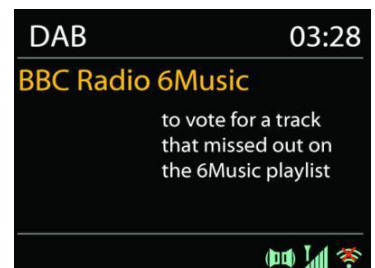 DAB 03:28
BBC Radio 6Music
to vote for a track
that missed out on
the 6Music playlist